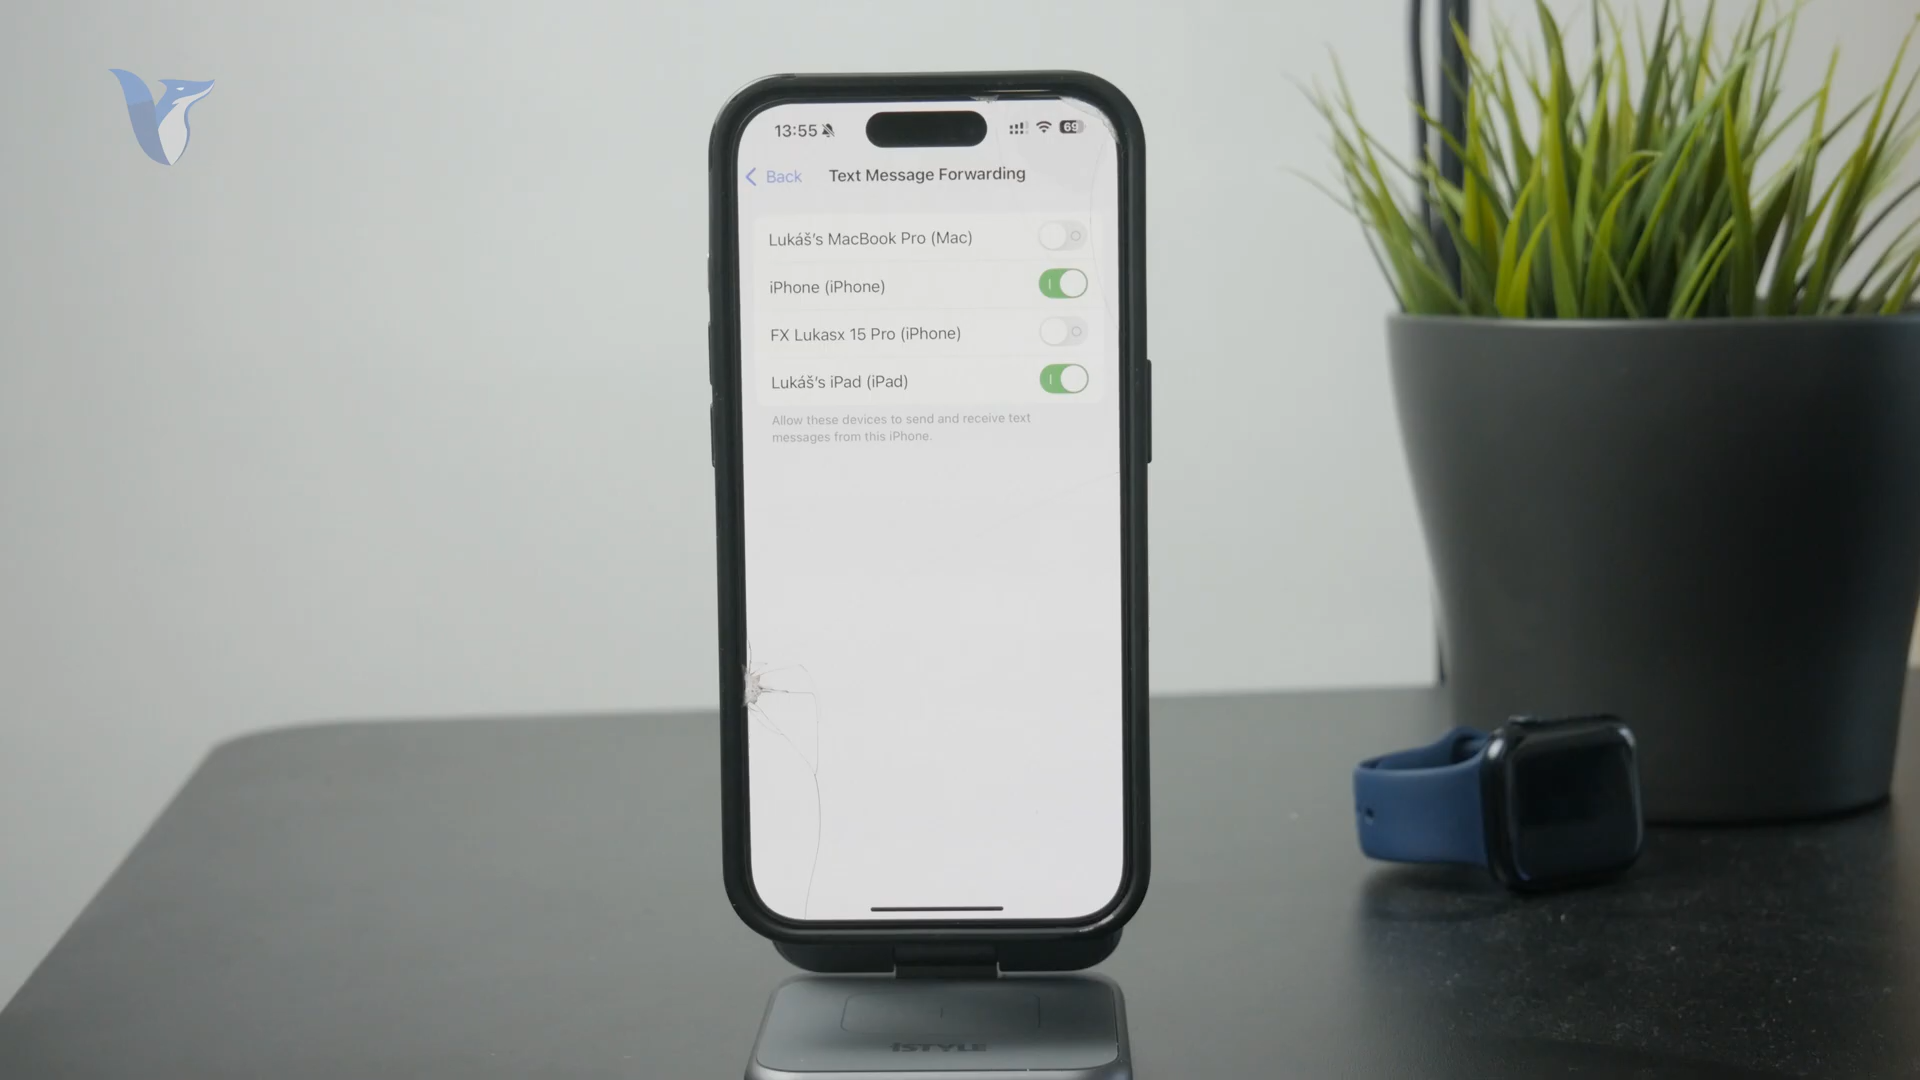 13:55
69
Back
Text Message Forwarding
Lukáš's MacBook Pro (Mac)
iPhone (iPhone)
FX Lukasx 15 Pro (iPhone)
Lukáš's iPad (iPad)
Allow these devices to send and receive text
messages from this iPhone.
iSTYLE